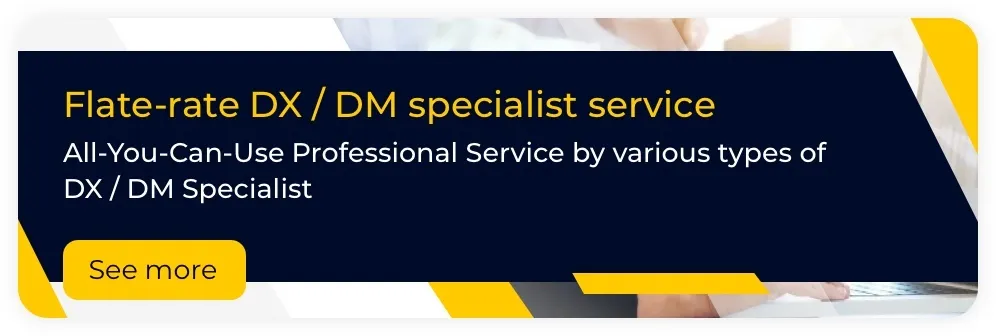 Flate-rate DX / DM specialist service
All-You-Can-Use Professional Service by various types of
DX / DM Specialist
See more